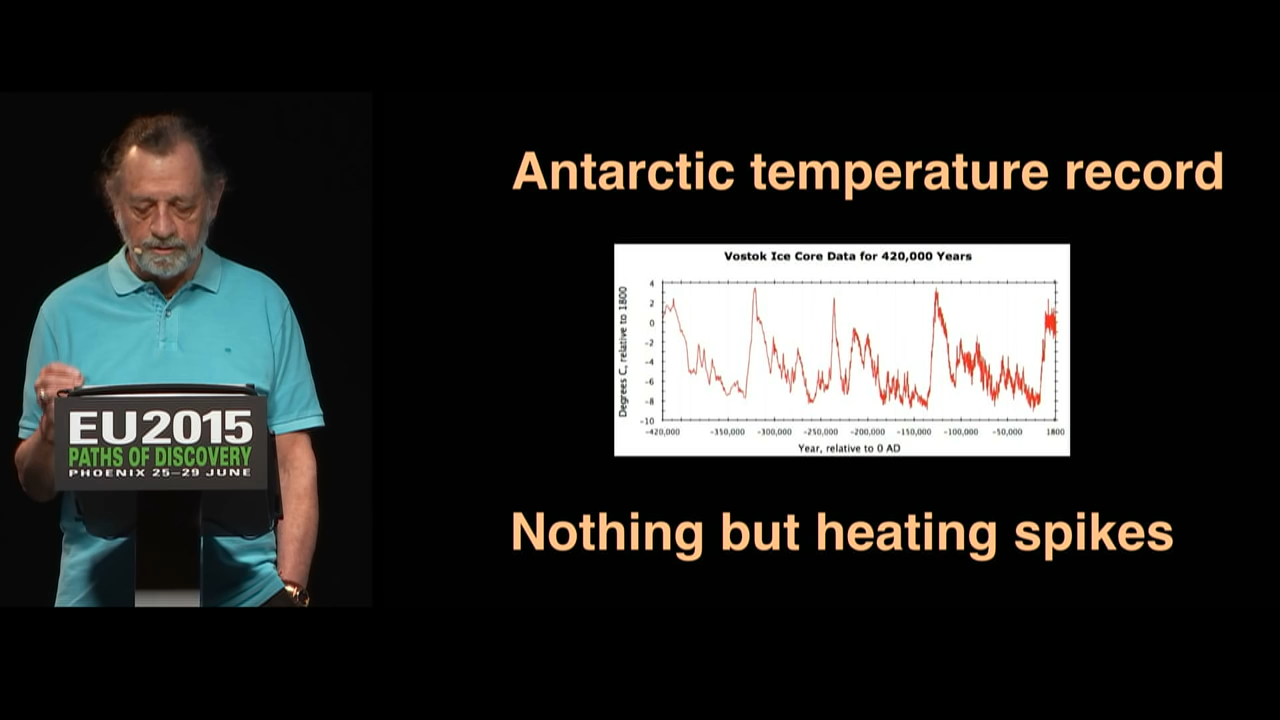 EU2015
PATHS OF DISCOVERY
PHOENIX 25–29 JUNE
Antarctic temperature record
Vostok Ice Core Data for 420,000 Years
Degrees C, relative to 1800
4
2
0
-2
-4
-6
-8
-10
-420,000 -350,000 -300,000 -250,000 -200,000 -150,000 -100,000 -50,000 1800
Year, relative to 0 AD
Nothing but heating spikes